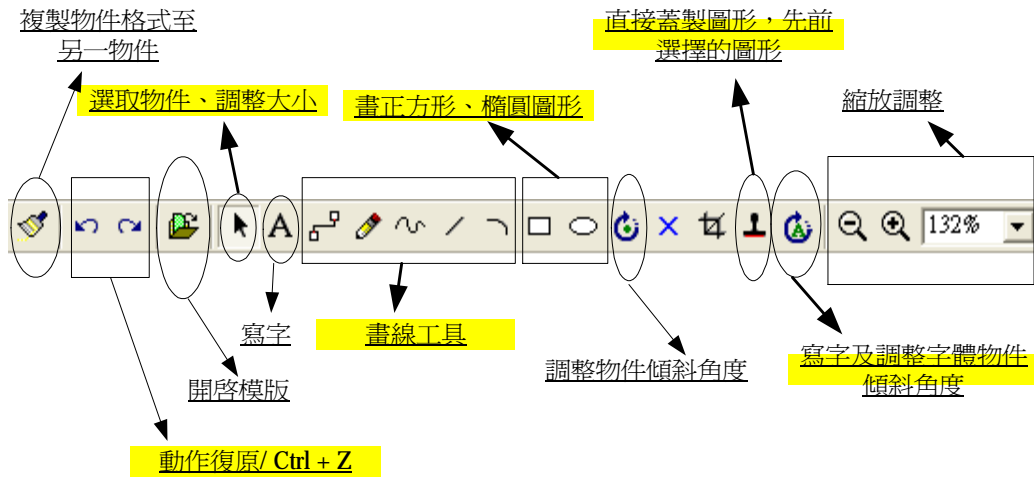 複製物件格式至
另一物件
直接蓋製圖形，先前
選擇的圖形
選取物件、調整大小
畫正方形、橢圓圖形
縮放調整
A
A
132%
寫字
畫線工具
調整物件傾斜角度
寫字及調整字體物件
傾斜角度
開啓模版
動作復原/ Ctrl + Z